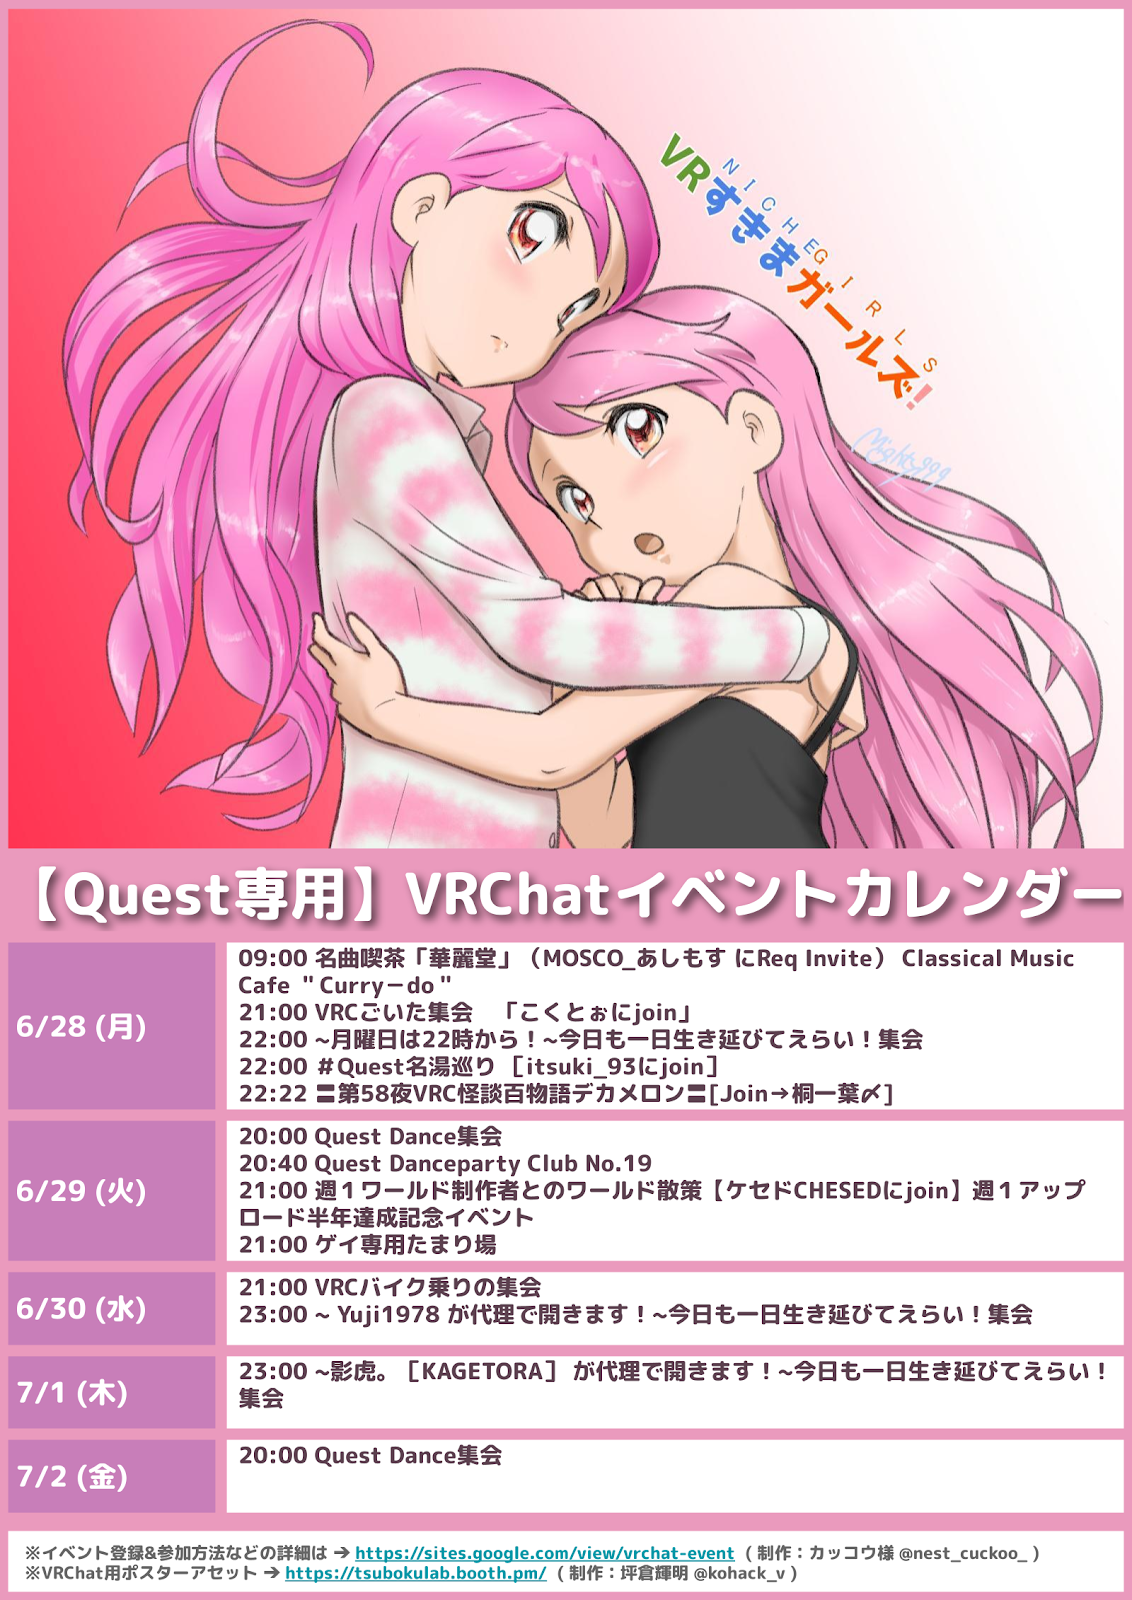 VRすきまガールズ!
NICHEGIRLS
Mighty999
【Quest専用】VRChatイベントカレンダー
6/28 (月)
09:00 名曲喫茶「華麗堂」（MOSCO_あしもす にReq Invite） Classical Music
Cafe ＂Curry－do＂
21:00 VRCごいた集会　「こくとぉにjoin」
22:00 ~月曜日は22時から！~今日も一日生き延びてえらい！集会
22:00 ＃Quest名湯巡り ［itsuki_93にjoin］
22:22 〓第58夜VRC怪談百物語デカメロン〓[Join→桐一葉〆]
6/29 (火)
20:00 Quest Dance集会
20:40 Quest Danceparty Club No.19
21:00 週１ワールド制作者とのワールド散策【ケセドCHESEDにjoin】週１アップ
ロード半年達成記念イベント
21:00 ゲイ専用たまり場
6/30 (水)
21:00 VRCバイク乗りの集会
23:00 ~ Yuji1978 が代理で開きます！~今日も一日生き延びてえらい！集会
7/1 (木)
23:00 ~影虎。［KAGETORA］ が代理で開きます！~今日も一日生き延びてえらい！
集会
7/2 (金)
20:00 Quest Dance集会
※イベント登録&参加方法などの詳細は → https://sites.google.com/view/vrchat-event （制作：カッコウ様 @nest_cuckoo_ ）
※VRChat用ポスターアセット → https://tsubokulab.booth.pm/ （制作：坪倉輝明 @kohack_v ）